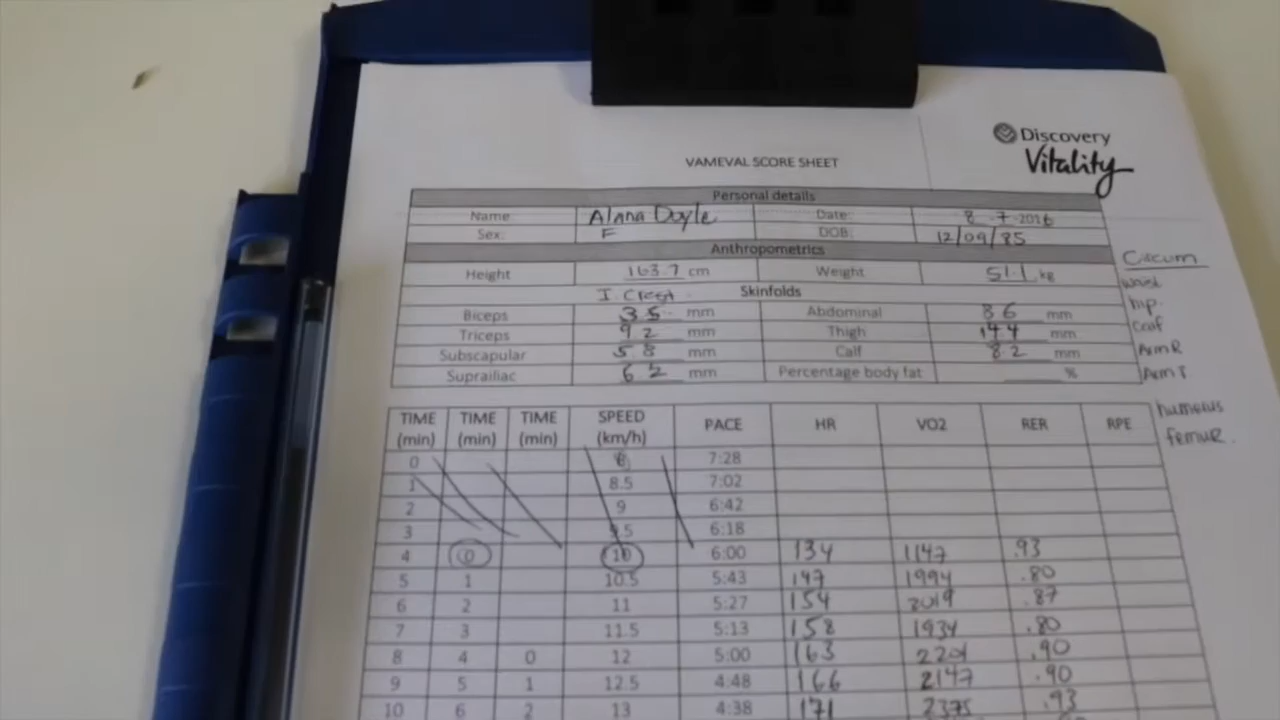 Discovery
Vitality
VAMEVAL SCORE SHEET
Personal details
Name: Alana Doyle Date: 8.7.2016
Sex: F DOB: 12/09/85
Anthropometrics
Height 163.7 cm Weight 51.1 kg
I. Crest Skinfolds
Biceps 3.5 mm Abdominal 8.6 mm
Triceps 9.2 mm Thigh 14.4 mm
Subscapular 5.8 mm Calf 8.2 mm
Suprailiac 6.2 mm Percentage body fat %
Circum
waist
hip
calf
Arm R
Arm T
humerus
femur.
TIME (min) TIME (min) TIME (min) SPEED (km/h) PACE HR VO2 RER RPE
0 8 7:28
1 8.5 7:02
2 9 6:42
3 9.5 6:18
4 0 10 6:00 134 1147 .93
5 1 10.5 5:43 147 1994 .80
6 2 11 5:27 154 2019 .87
7 3 11.5 5:13 158 1934 .80
8 4 0 12 5:00 163 2201 .90
9 5 1 12.5 4:48 166 2147 .90
10 6 2 13 4:38 171 2375 .93